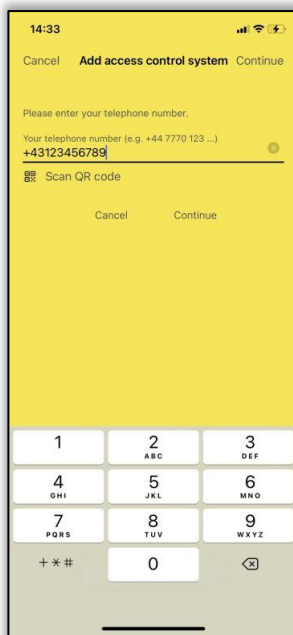 14:33
Cancel Add access control system Continue
Please enter your telephone number.
Your telephone number (e.g. +44 7770 123 ...)
+43123456789
Scan QR code
Cancel Continue
1 2 3
ABC DEF
4 5 6
GHI JKL MNO
7 8 9
PQRS TUV WXYZ
+*# 0